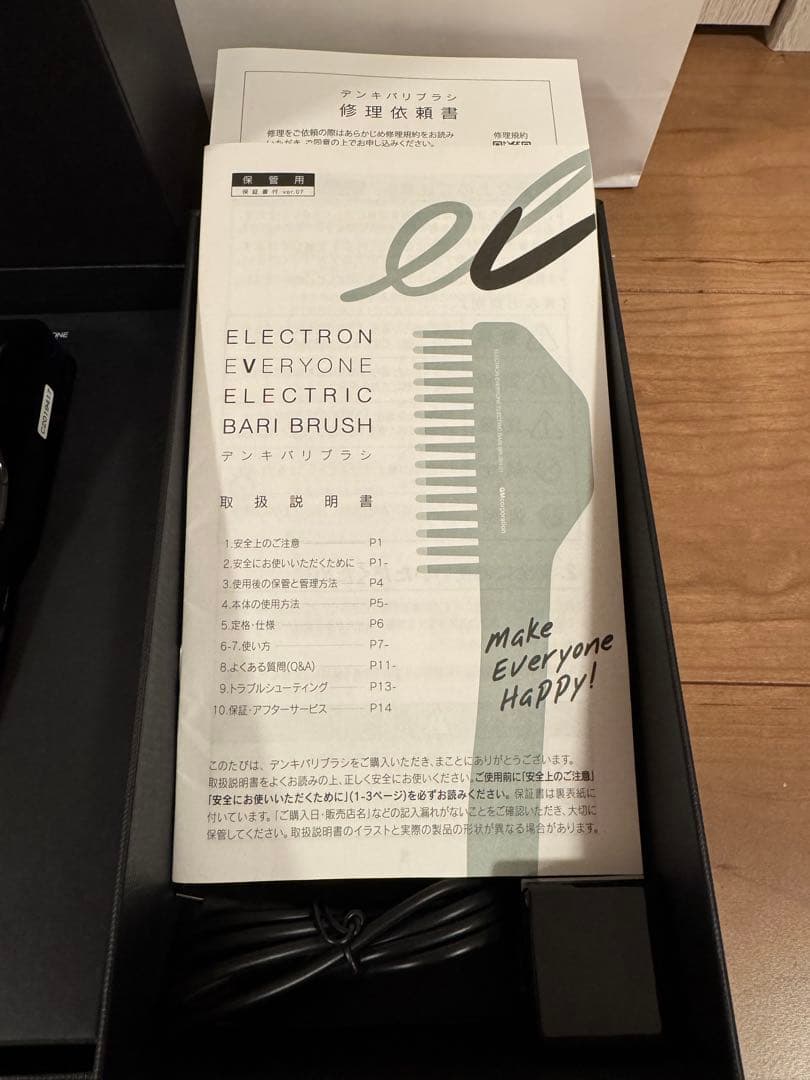 デンキバリブラシ
修理依頼書
修理をご依頼の際はあらかじめ修理規約をお読み
いただき、ご同意の上でお申し込みください。
修理規約
保管用
保証書付 ver.07
ev
ELECTRON
EVERYONE
ELECTRIC
BARI BRUSH
デンキバリブラシ
取扱説明書
1.安全上のご注意 P1
2.安全にお使いいただくために P1-
3.使用後の保管と管理方法 P4
4.本体の使用方法 P5-
5.定格・仕様 P6
6-7.使い方 P7-
8.よくある質問(Q&A) P11-
9.トラブルシューティング P13-
10.保証・アフターサービス P14
ELECTRON EVERYONE ELECTRIC BARI BRUSH
GMcorporation
Make
Everyone
Happy!
このたびは、デンキバリブラシをご購入いただき、まことにありがとうございます。
取扱説明書をよくお読みの上、正しく安全にお使いください。ご使用前に「安全上のご注意」
「安全にお使いいただくために」(1-3ページ)を必ずお読みください。保証書は裏表紙に
付いています。「ご購入日・販売店名」などの記入漏れがないことをご確認いただき、大切に
保管してください。取扱説明書のイラストと実際の製品の形状が異なる場合があります。